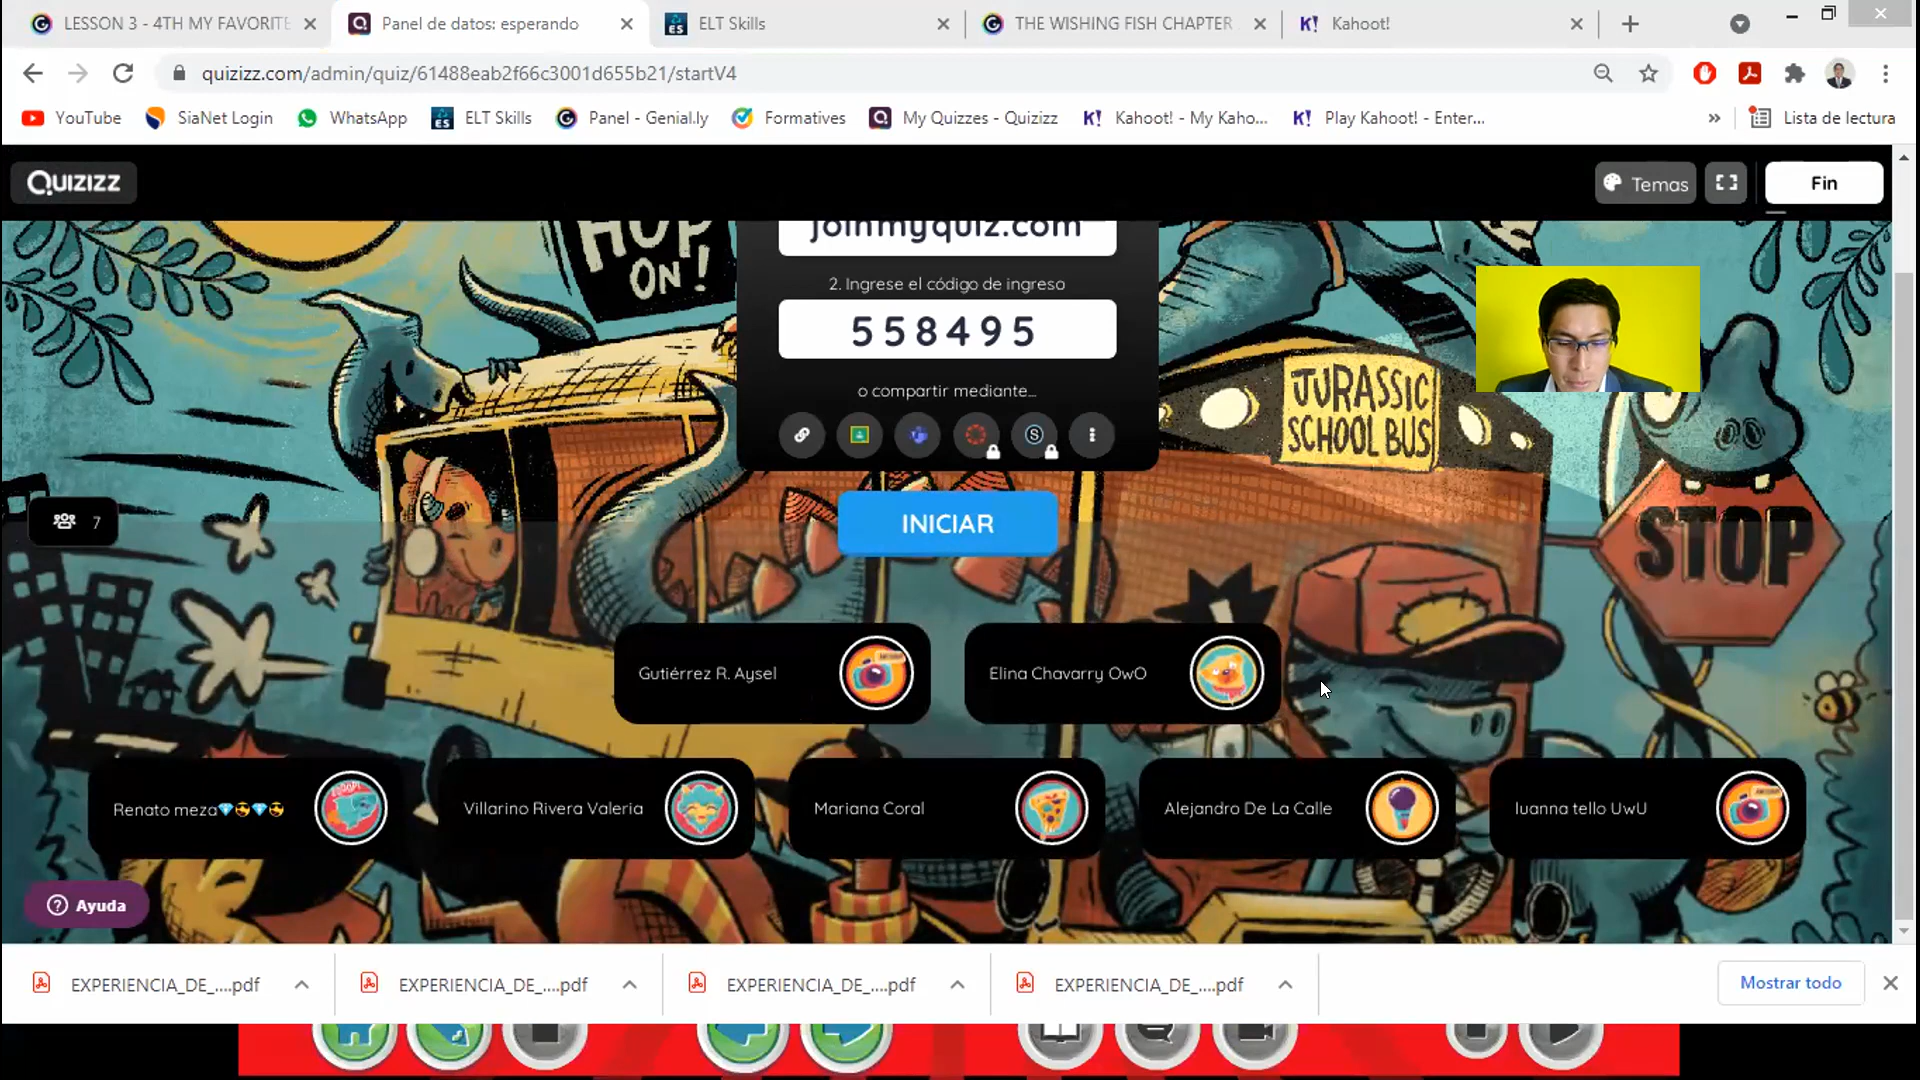 LESSON 3 - 4TH MY FAVORITE
Panel de datos: esperando
ELT Skills
THE WISHING FISH CHAPTER
Kahoot!
quizizz.com/admin/quiz/61488eab2f66c3001d655b21/startV4
YouTube
SiaNet Login
WhatsApp
ELT Skills
Panel - Genial.ly
Formatives
My Quizzes - Quizizz
Kahoot! - My Kaho...
Play Kahoot! - Enter...
Lista de lectura
QUIZIZZ
Temas
Fin
HOP
ON!
joinmyquiz.com
2. Ingrese el código de ingreso
558495
o compartir mediante...
JURASSIC
SCHOOL BUS
STOP
7
INICIAR
Gutiérrez R. Aysel
Elina Chavarry OwO
Renato meza💎😎💎😎
Villarino Rivera Valeria
Mariana Coral
Alejandro De La Calle
luanna tello UwU
Ayuda
EXPERIENCIA_DE_....pdf
EXPERIENCIA_DE_....pdf
EXPERIENCIA_DE_....pdf
EXPERIENCIA_DE_....pdf
Mostrar todo